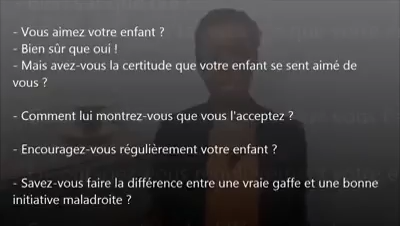 - Vous aimez votre enfant ?
- Bien sûr que oui !
- Mais avez-vous la certitude que votre enfant se sent aimé de
vous ?
- Comment lui montrez-vous que vous l'acceptez ?
- Encouragez-vous régulièrement votre enfant ?
- Savez-vous faire la différence entre une vraie gaffe et une bonne
initiative maladroite ?